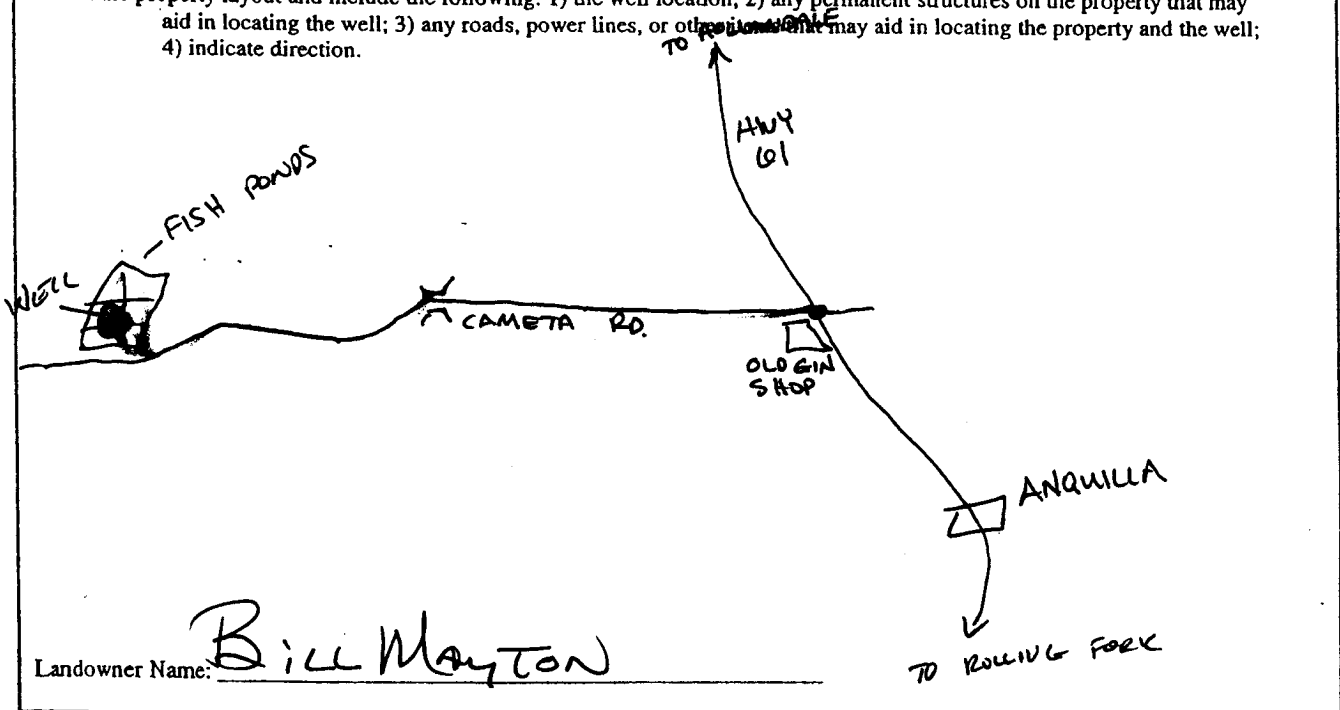 property layout and include the following: 1) the well location; 2) any permanent structures on the property that may
aid in locating the well; 3) any roads, power lines, or other that may aid in locating the property and the well;
4) indicate direction.
TO
HWY
61
FISH PONDS
WELL
CAMETA RD.
OLD GIN
SHOP
ANQUILLA
TO ROLLING FORK
Landowner Name: BILL MAYTON